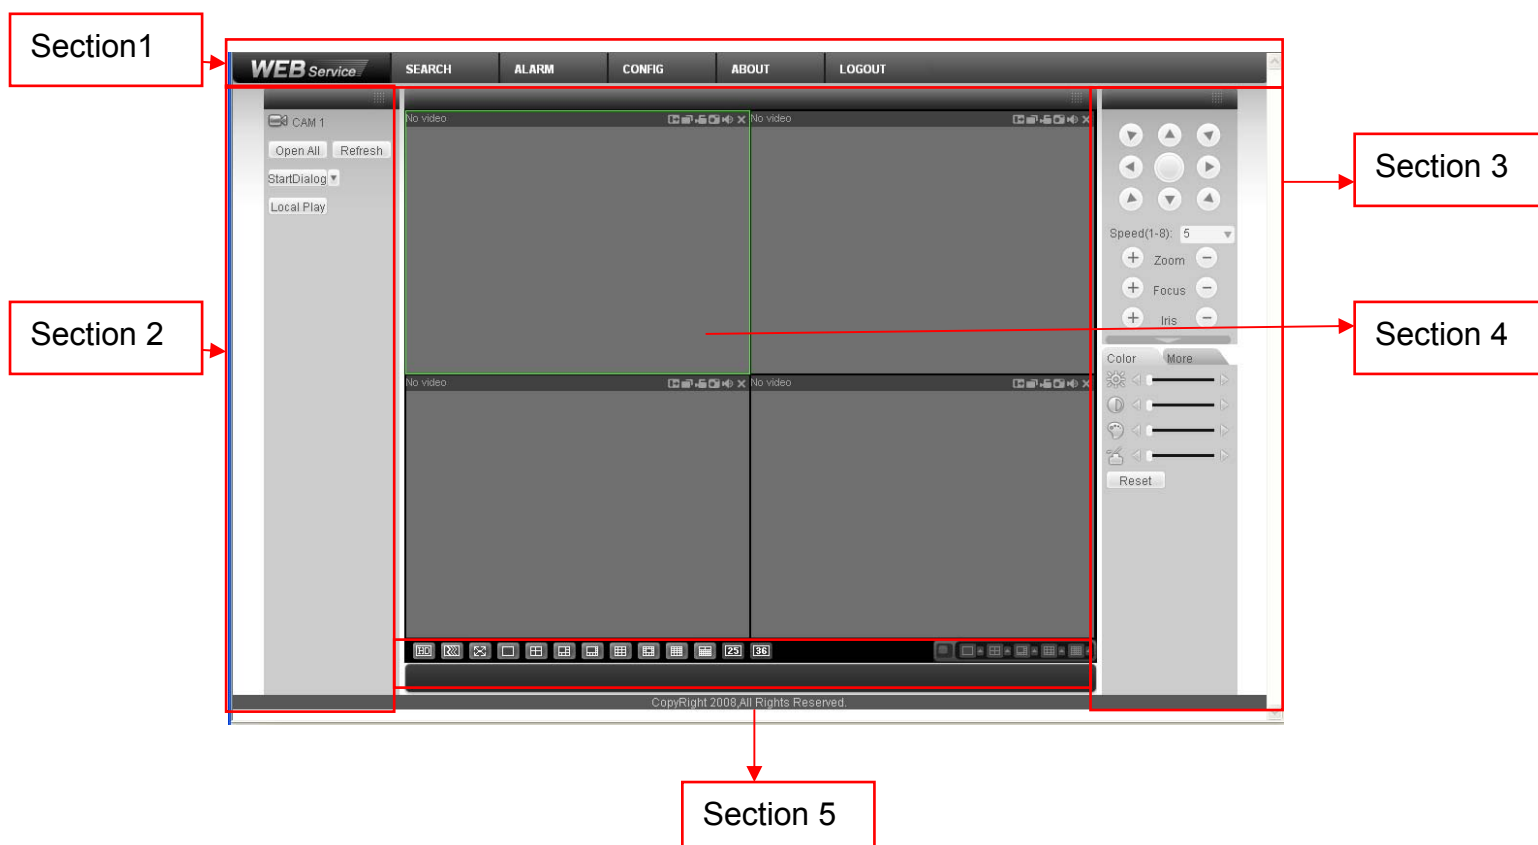 Section1
WEB Service
SEARCH
ALARM
CONFIG
ABOUT
LOGOUT
CAM 1
Open All
Refresh
StartDialog
Local Play
Section 2
No video
No video
No video
No video
HD
25
36
Speed(1-8): 5
Zoom
Focus
Iris
Color
More
Reset
Section 3
Section 4
CopyRight 2008,All Rights Reserved.
Section 5